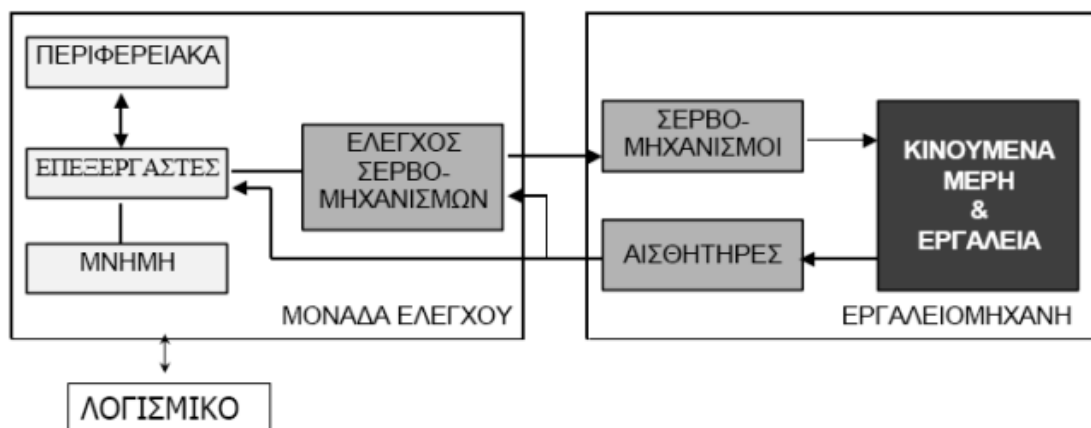 ΠΕΡΙΦΕΡΕΙΑΚΑ
ΕΠΕΞΕΡΓΑΣΤΕΣ
ΜΝΗΜΗ
ΕΛΕΓΧΟΣ
ΣΕΡΒΟ-
ΜΗΧΑΝΙΣΜΩΝ
ΜΟΝΑΔΑ ΕΛΕΓΧΟΥ
ΣΕΡΒΟ-
ΜΗΧΑΝΙΣΜΟΙ
ΑΙΣΘΗΤΗΡΕΣ
ΚΙΝΟΥΜΕΝΑ
ΜΕΡΗ
&
ΕΡΓΑΛΕΙΑ
ΕΡΓΑΛΕΙΟΜΗΧΑΝΗ
ΛΟΓΙΣΜΙΚΟ